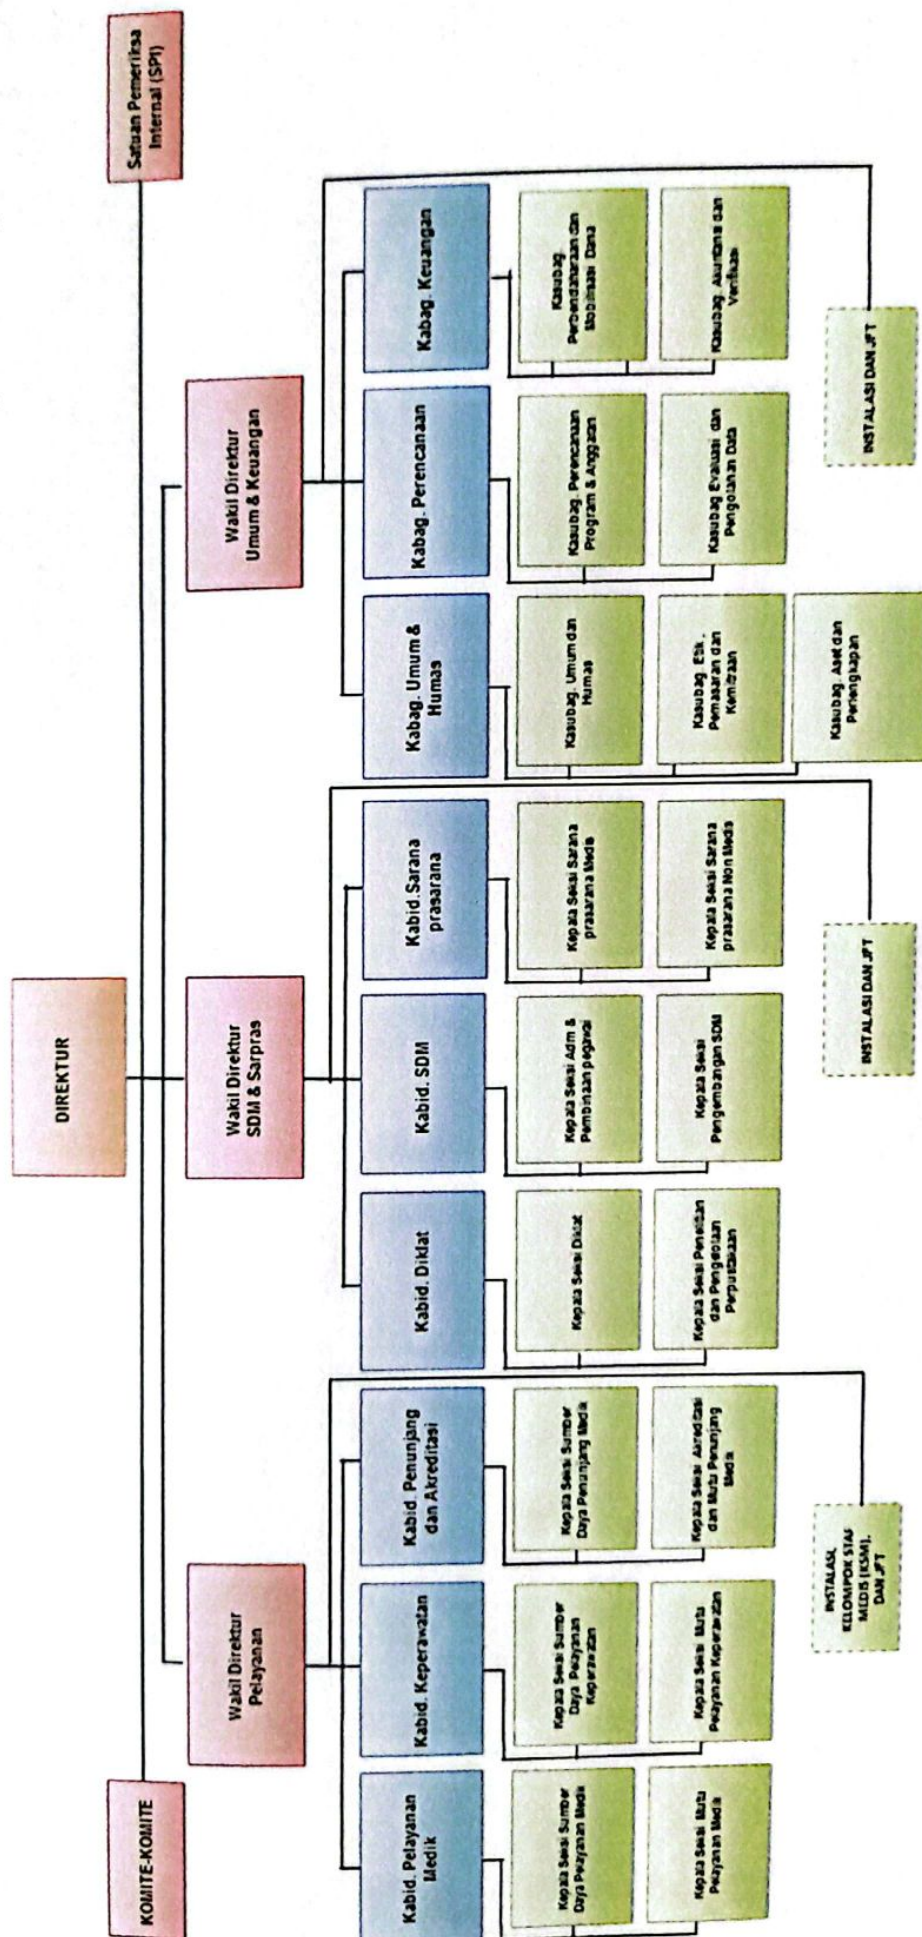 DIREKTUR
KOMITE-KOMITE
Satuan Pemeriksa
Internal (SPI)
Wakil Direktur
Pelayanan
Wakil Direktur
SDM & Sarpras
Wakil Direktur
Umum & Keuangan
Kabid. Pelayanan
Medik
Kabid. Keperawatan
Kabid. Penunjang
dan Akreditasi
Kabid. Diklat
Kabid. SDM
Kabid.Sarana
prasarana
Kabag. Umum &
Humas
Kabag. Perencanaan
Kabag. Keuangan
Kepala Seksi Sumber
Daya Pelayanan Medik
Kepala Seksi Sumber
Daya Pelayanan
Keperawatan
Kepala Seksi Sumber
Daya Penunjang Medik
Kepala Seksi Diklat
Kepala Seksi Adm &
Pembinaan pegawai
Kepala Seksi Sarana
prasarana Medis
Kasubag. Umum dan
Humas
Kasubag. Perencanaan
Program & Anggaran
Kasubag.
Perbendaharaan dan
Mobilisasi Dana
Kepala Seksi Mutu
Pelayanan Medik
Kepala Seksi Mutu
Pelayanan Keperawatan
Kepala Seksi Akreditasi
dan Mutu Penunjang
Medik
Kepala Seksi Penelitian
dan Pengelolaan
Perpustakaan
Kepala Seksi
Pengembangan SDM
Kepala Seksi Sarana
prasarana Non Medis
Kasubag. Etik,
Pemasaran dan
Kemitraan
Kasubag Evaluasi dan
Pengolahan Data
Kasubag. Akuntansi dan
Verifikasi
Kasubag. Aset dan
Perlengkapan
INSTALASI,
KELOMPOK STAF
MEDIS (KSM),
DAN JFT
INSTALASI DAN JFT
INSTALASI DAN JFT